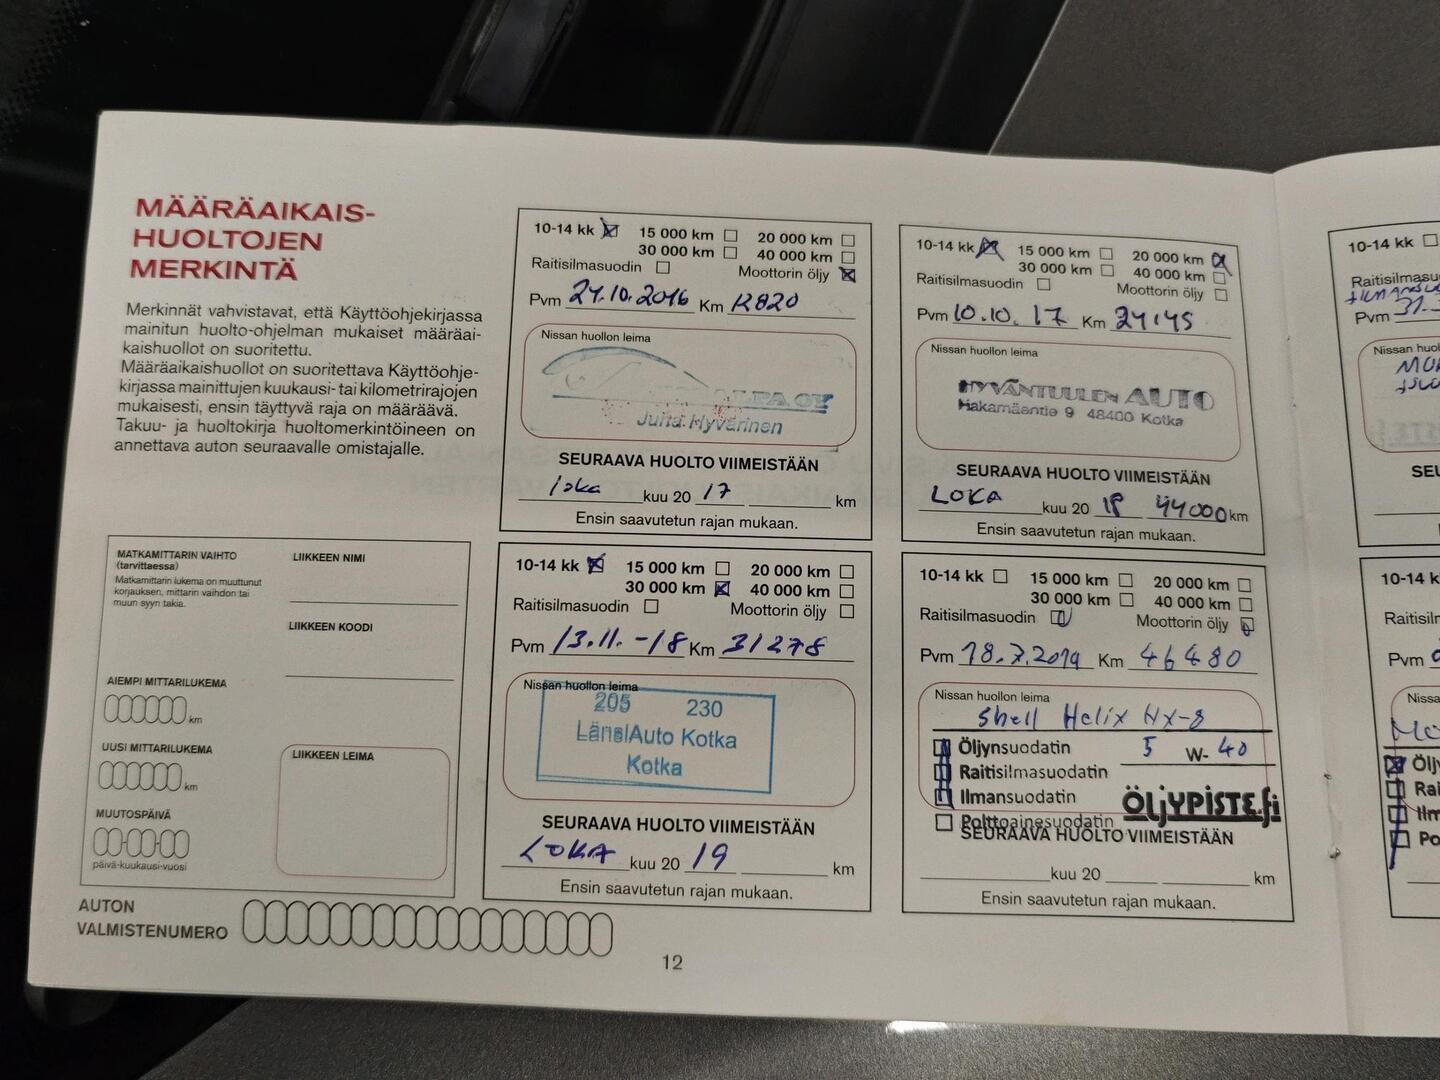 MÄÄRÄAIKAIS-
HUOLTOJEN
MERKINTÄ
Merkinnät vahvistavat, että Käyttöohjekirjassa
mainitun huolto-ohjelman mukaiset määräai-
kaishuollot on suoritettu.
Määräaikaishuollot on suoritettava Käyttöohje-
kirjassa mainittujen kuukausi- tai kilometrirajojen
mukaisesti, ensin täyttyvä raja on määräävä.
Takuu- ja huoltokirja huoltomerkintöineen on
annettava auton seuraavalle omistajalle.
MATKAMITTARIN VAIHTO
(tarvittaessa)
Matkamittarin lukema on muuttunut
korjauksen, mittarin vaihdon tai
muun syyn takia.
AIEMPI MITTARILUKEMA
km
UUSI MITTARILUKEMA
km
MUUTOSPÄIVÄ
päivä-kuukausi-vuosi
LIIKKEEN NIMI
LIIKKEEN KOODI
LIIKKEEN LEIMA
AUTON
VALMISTENUMERO
10-14 kk 15 000 km 20 000 km
30 000 km 40 000 km
Raitisilmasuodin Moottorin öljy
Pvm 24.10.2016 Km 12820
Nissan huollon leima
Juha Hyvärinen
SEURAAVA HUOLTO VIIMEISTÄÄN
loka kuu 20 17 km
Ensin saavutetun rajan mukaan.
10-14 kk 15 000 km 20 000 km
30 000 km 40 000 km
Raitisilmasuodin Moottorin öljy
Pvm 10.10.17 Km 24145
Nissan huollon leima
HYVÄNTUULEN AUTO
Hakamäentie 9 48400 Kotka
SEURAAVA HUOLTO VIIMEISTÄÄN
LOKA kuu 20 18 44000 km
Ensin saavutetun rajan mukaan.
10-14 kk 15 000 km 20 000 km
30 000 km 40 000 km
Raitisilmasuodin Moottorin öljy
Pvm 13.11.-18 Km 31278
Nissan huollon leima
205 230
LänsiAuto Kotka
Kotka
SEURAAVA HUOLTO VIIMEISTÄÄN
LOKA kuu 20 19 km
Ensin saavutetun rajan mukaan.
10-14 kk 15 000 km 20 000 km
30 000 km 40 000 km
Raitisilmasuodin Moottorin öljy
Pvm 18.7.2019 Km 46480
Nissan huollon leima
Shell Helix HX-8
Öljynsuodatin 5 W- 40
Raitisilmasuodatin
Ilmansuodatin ÖLJYPISTE.fi
Polttoainesuodatin
SEURAAVA HUOLTO VIIMEISTÄÄN
kuu 20 km
Ensin saavutetun rajan mukaan.
12
10-14 kk
Pvm 31.
10-14 k
Pvm